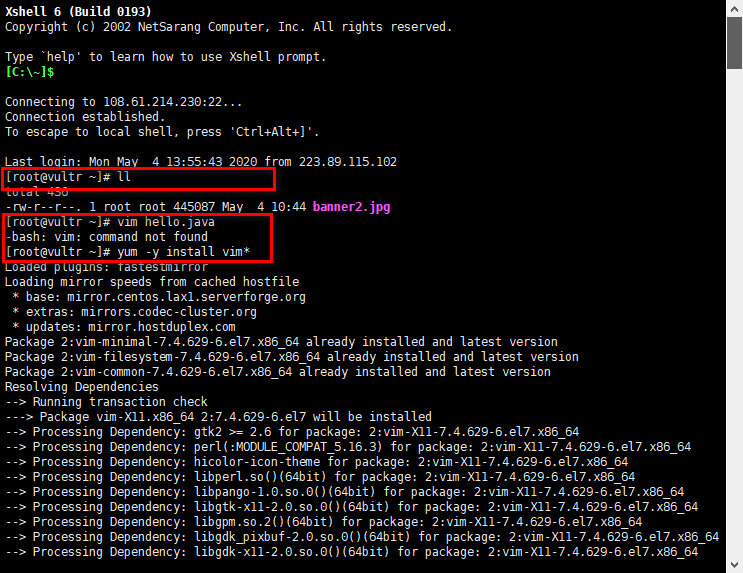 Xshell 6 (Build 0193)
Copyright (c) 2002 NetSarang Computer, Inc. All rights reserved.
Type `help' to learn how to use Xshell prompt.
[C:\~]$
Connecting to 108.61.214.230:22...
Connection established.
To escape to local shell, press 'Ctrl+Alt+]'.
Last login: Mon May  4 13:55:43 2020 from 223.89.115.102
[root@vultr ~]# ll
total 436
-rw-r--r--. 1 root root 445087 May  4 10:44 banner2.jpg
[root@vultr ~]# vim hello.java
-bash: vim: command not found
[root@vultr ~]# yum -y install vim*
Loaded plugins: fastestmirror
Loading mirror speeds from cached hostfile
 * base: mirror.centos.lax1.serverforge.org
 * extras: mirrors.codec-cluster.org
 * updates: mirror.hostduplex.com
Package 2:vim-minimal-7.4.629-6.el7.x86_64 already installed and latest version
Package 2:vim-filesystem-7.4.629-6.el7.x86_64 already installed and latest version
Package 2:vim-common-7.4.629-6.el7.x86_64 already installed and latest version
Resolving Dependencies
--> Running transaction check
---> Package vim-X11.x86_64 2:7.4.629-6.el7 will be installed
--> Processing Dependency: gtk2 >= 2.6 for package: 2:vim-X11-7.4.629-6.el7.x86_64
--> Processing Dependency: perl(:MODULE_COMPAT_5.16.3) for package: 2:vim-X11-7.4.629-6.el7.x86_64
--> Processing Dependency: hicolor-icon-theme for package: 2:vim-X11-7.4.629-6.el7.x86_64
--> Processing Dependency: libperl.so()(64bit) for package: 2:vim-X11-7.4.629-6.el7.x86_64
--> Processing Dependency: libpango-1.0.so.0()(64bit) for package: 2:vim-X11-7.4.629-6.el7.x86_64
--> Processing Dependency: libgtk-x11-2.0.so.0()(64bit) for package: 2:vim-X11-7.4.629-6.el7.x86_64
--> Processing Dependency: libgpm.so.2()(64bit) for package: 2:vim-X11-7.4.629-6.el7.x86_64
--> Processing Dependency: libgdk_pixbuf-2.0.so.0()(64bit) for package: 2:vim-X11-7.4.629-6.el7.x86_64
--> Processing Dependency: libgdk-x11-2.0.so.0()(64bit) for package: 2:vim-X11-7.4.629-6.el7.x86_64